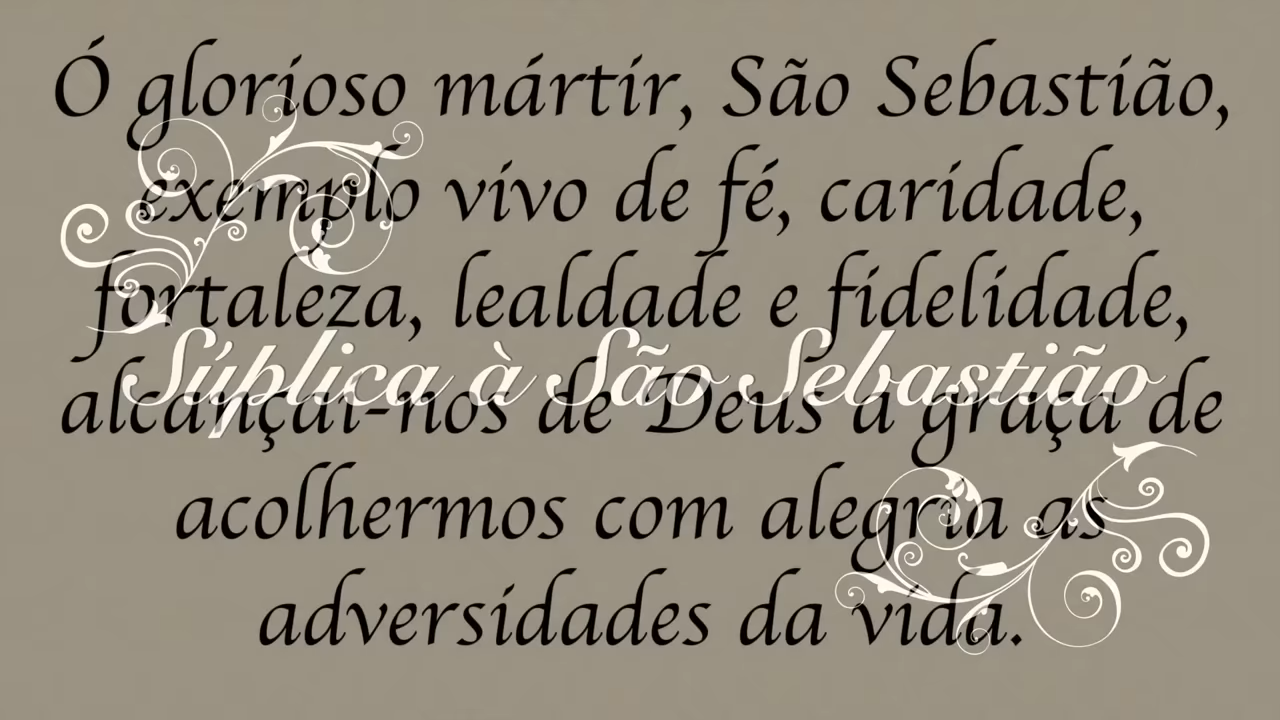 Ó glorioso mártir, São Sebastião,
exemplo vivo de fé, caridade,
fortaleza, lealdade e fidelidade,
Súplica à São Sebastião
alcançai-nos de Deus a graça de
acolhermos com alegria as
adversidades da vida.